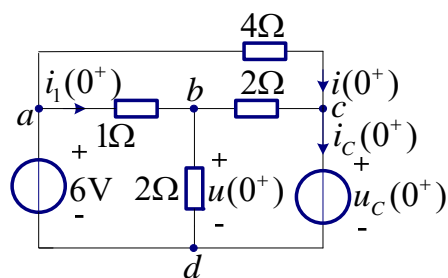 4Ω
i₁(0⁺) b 2Ω i(0⁺)
a 1Ω c
i_C(0⁺)
+ + +
6V 2Ω u(0⁺) u_C(0⁺)
- - -
d